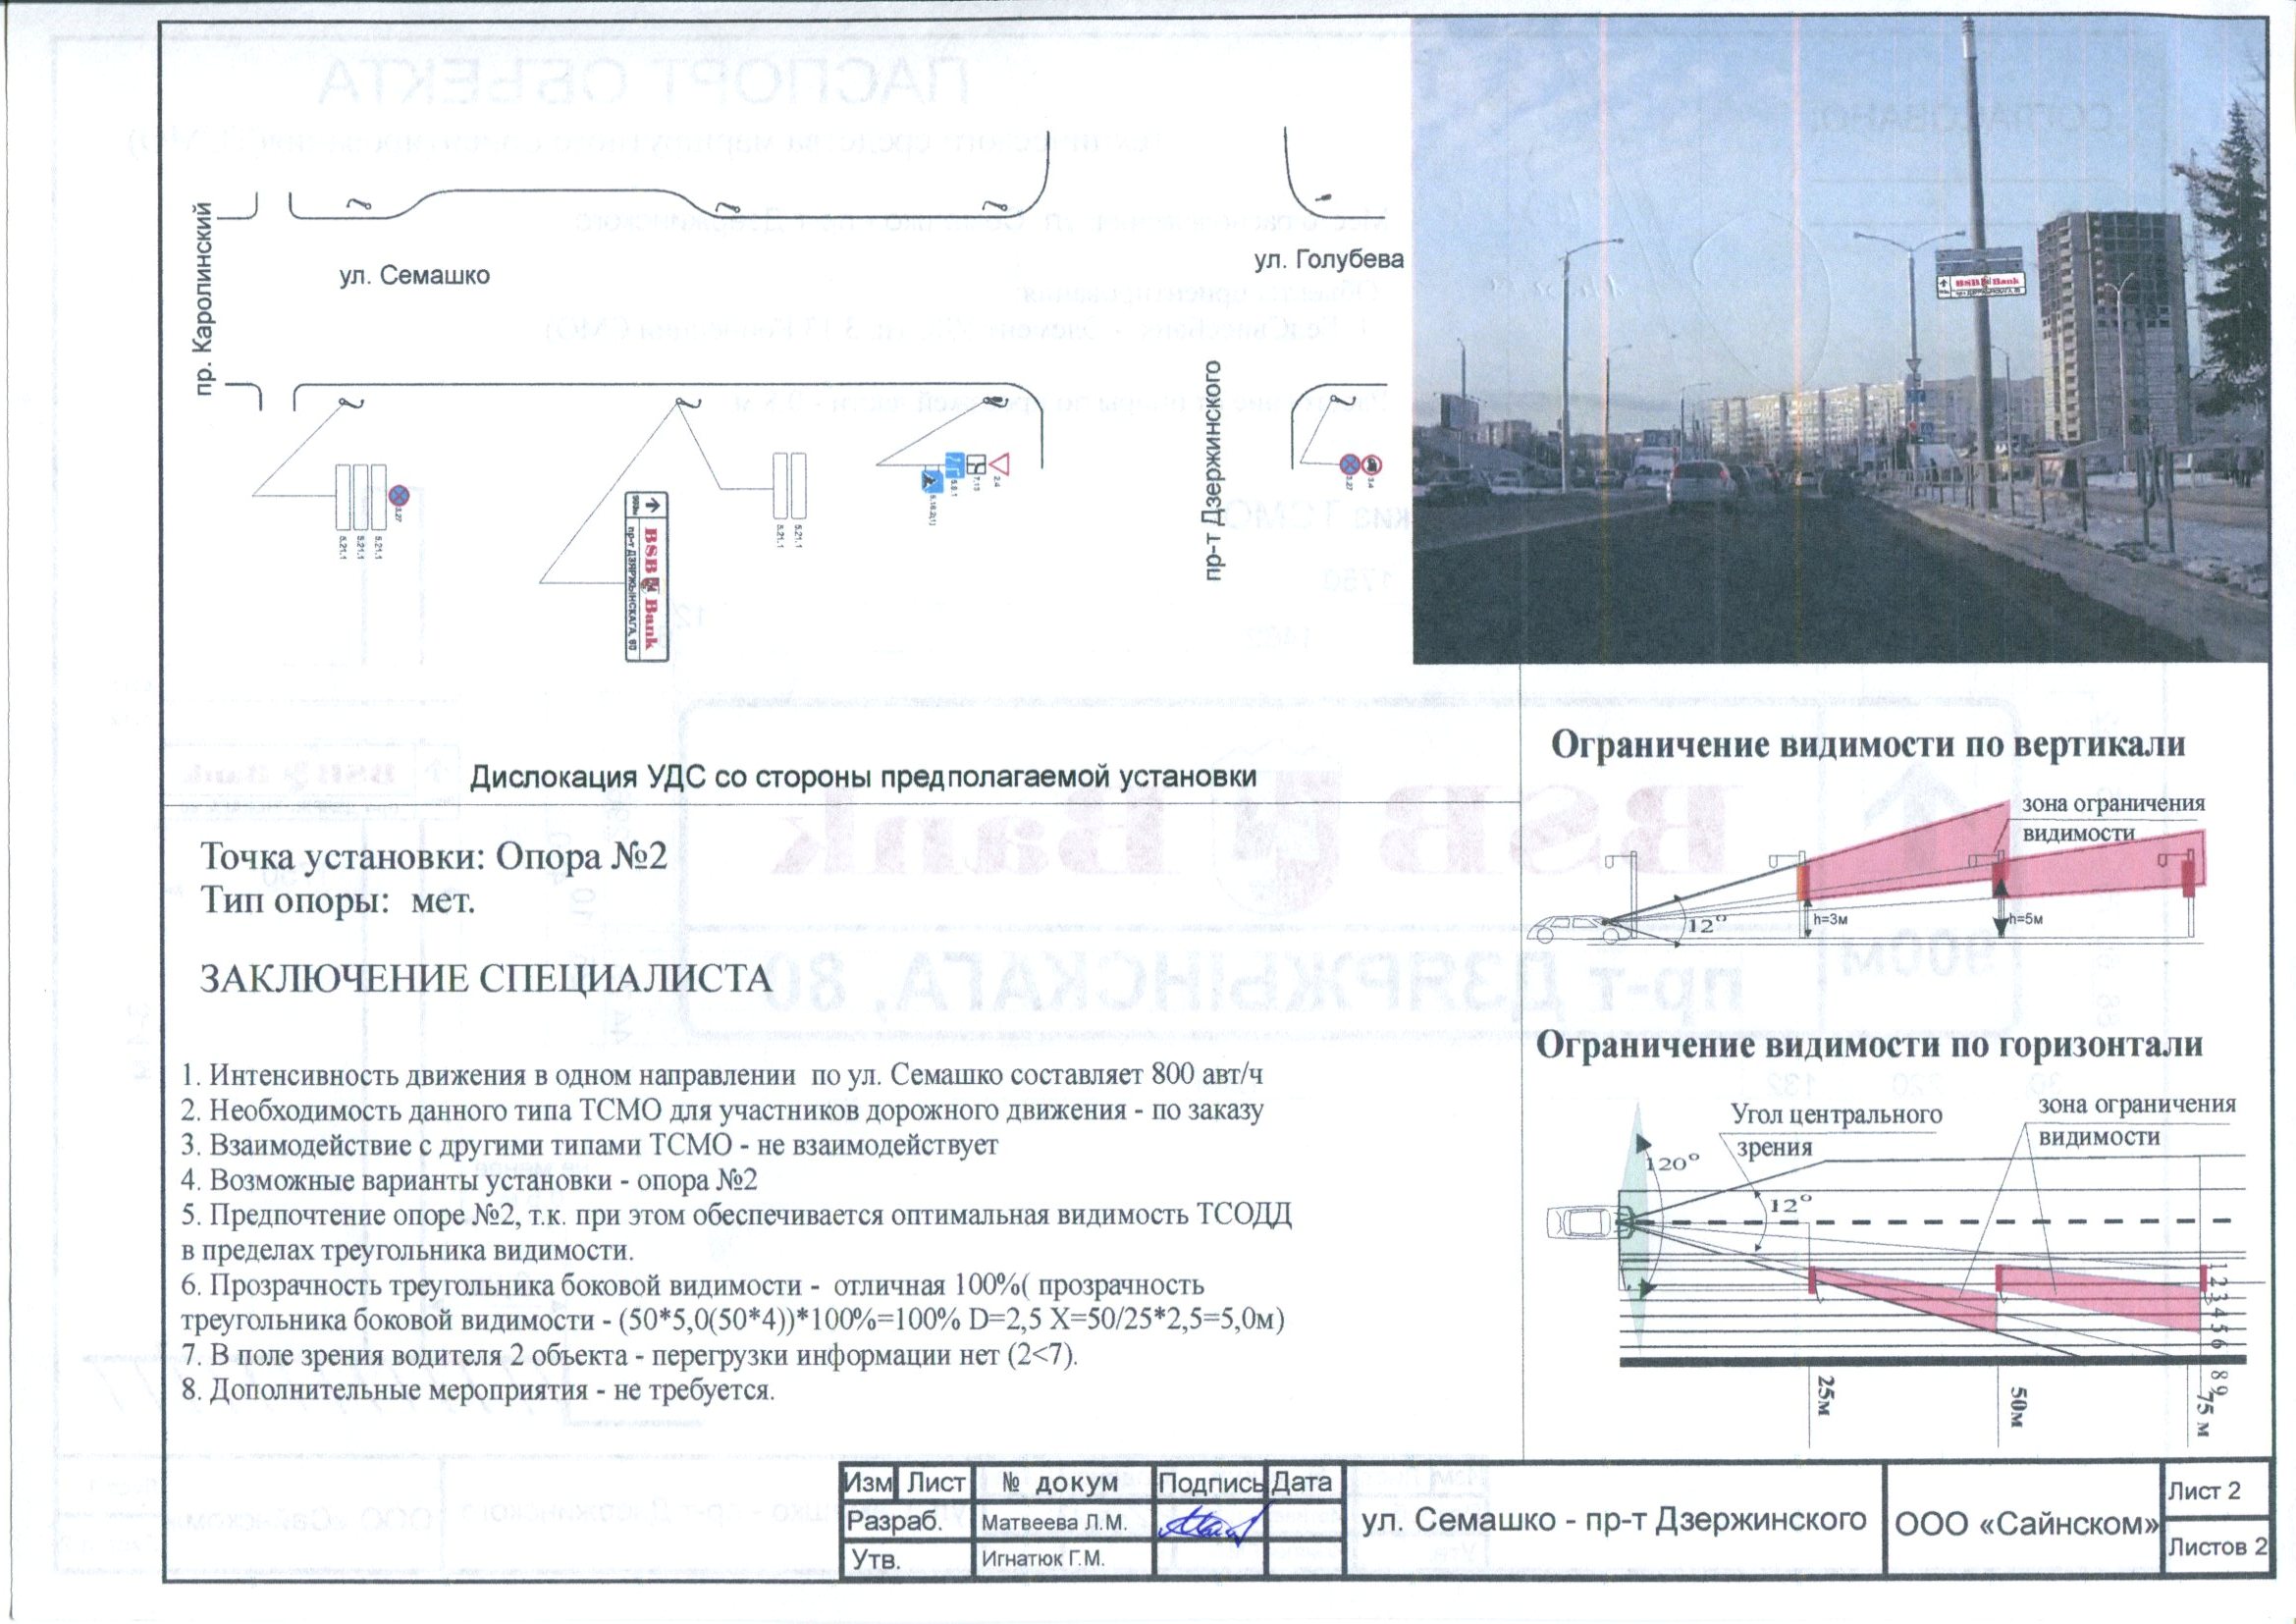 пр. Каролинский
ул. Семашко
ул. Голубева
пр-т Дзержинского
5.21.1
5.21.1
5.21.1
3.27
900м
BSB Bank
пр-т ДЗЯРЖЫНСКАГА, 80
5.21.1
5.21.1
5.16.2(1)
5.9.1
7.13
2.4
3.27
3.4
BSB Bank
Дислокация УДС со стороны предполагаемой установки
Точка установки: Опора №2
Тип опоры: мет.
ЗАКЛЮЧЕНИЕ СПЕЦИАЛИСТА
1. Интенсивность движения в одном направлении по ул. Семашко составляет 800 авт/ч
2. Необходимость данного типа ТСМО для участников дорожного движения - по заказу
3. Взаимодействие с другими типами ТСМО - не взаимодействует
4. Возможные варианты установки - опора №2
5. Предпочтение опоре №2, т.к. при этом обеспечивается оптимальная видимость ТСОДД
в пределах треугольника видимости.
6. Прозрачность треугольника боковой видимости - отличная 100%( прозрачность
треугольника боковой видимости - (50*5,0(50*4))*100%=100% D=2,5 X=50/25*2,5=5,0м)
7. В поле зрения водителя 2 объекта - перегрузки информации нет (2<7).
8. Дополнительные мероприятия - не требуется.
Ограничение видимости по вертикали
зона ограничения
видимости
12°
h=3м
h=5м
Ограничение видимости по горизонтали
Угол центрального
зрения
зона ограничения
видимости
120°
12°
1 2 3 4 5 6 8 9
25м
50м
75 м
Изм Лист № докум Подпись Дата
Разраб. Матвеева Л.М.
Утв. Игнатюк Г.М.
ул. Семашко - пр-т Дзержинского
ООО «Сайнском»
Лист 2
Листов 2